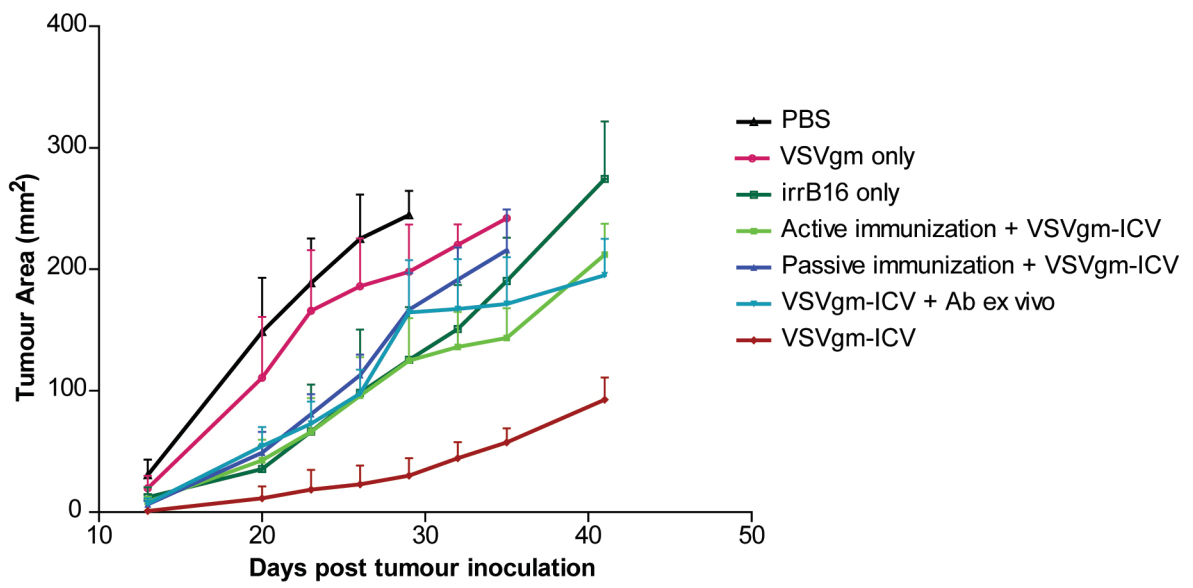 400
300
200
100
0
Tumour Area (mm²)
10 20 30 40 50
Days post tumour inoculation
PBS
VSVgm only
irrB16 only
Active immunization + VSVgm-ICV
Passive immunization + VSVgm-ICV
VSVgm-ICV + Ab ex vivo
VSVgm-ICV